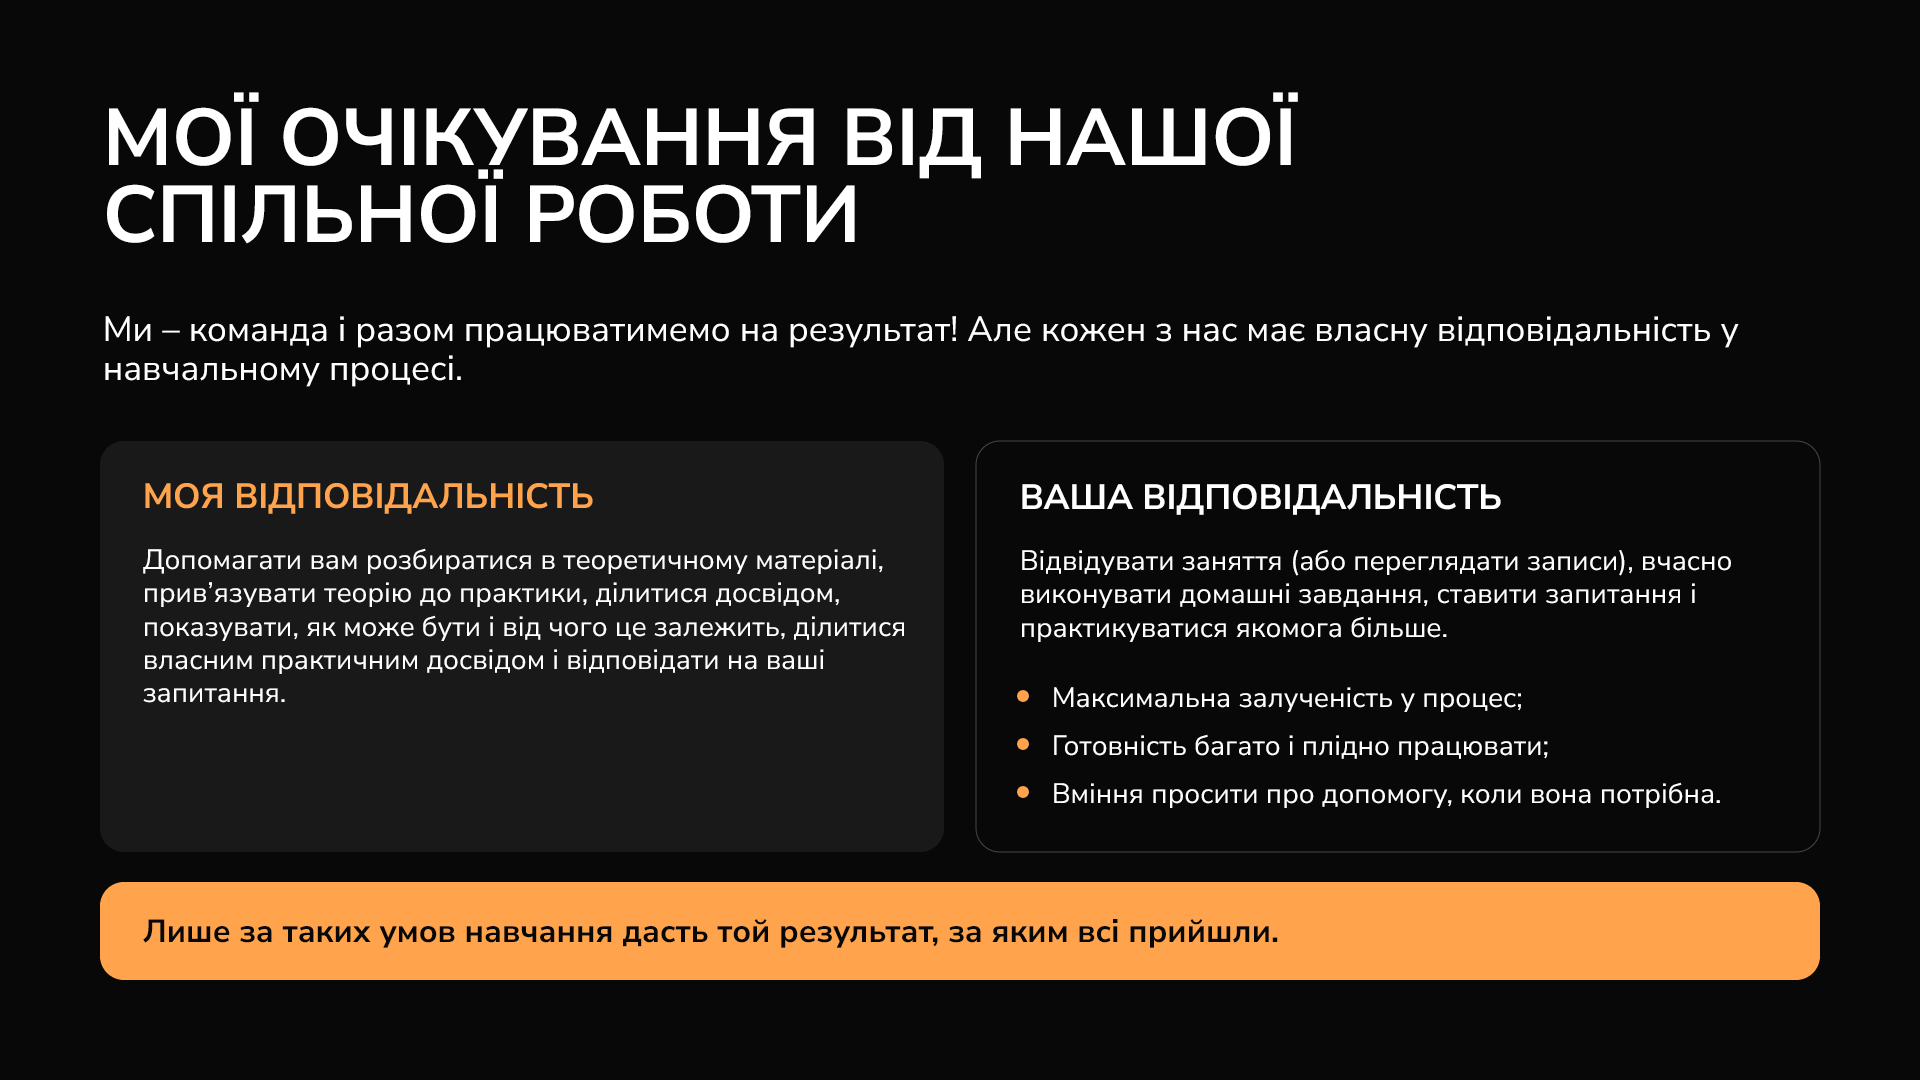 МОЇ ОЧІКУВАННЯ ВІД НАШОЇ
СПІЛЬНОЇ РОБОТИ
Ми – команда і разом працюватимемо на результат! Але кожен з нас має власну відповідальність у
навчальному процесі.
МОЯ ВІДПОВІДАЛЬНІСТЬ
Допомагати вам розбиратися в теоретичному матеріалі,
прив’язувати теорію до практики, ділитися досвідом,
показувати, як може бути і від чого це залежить, ділитися
власним практичним досвідом і відповідати на ваші
запитання.
ВАША ВІДПОВІДАЛЬНІСТЬ
Відвідувати заняття (або переглядати записи), вчасно
виконувати домашні завдання, ставити запитання і
практикуватися якомога більше.
Максимальна залученість у процес;
Готовність багато і плідно працювати;
Вміння просити про допомогу, коли вона потрібна.
Лише за таких умов навчання дасть той результат, за яким всі прийшли.